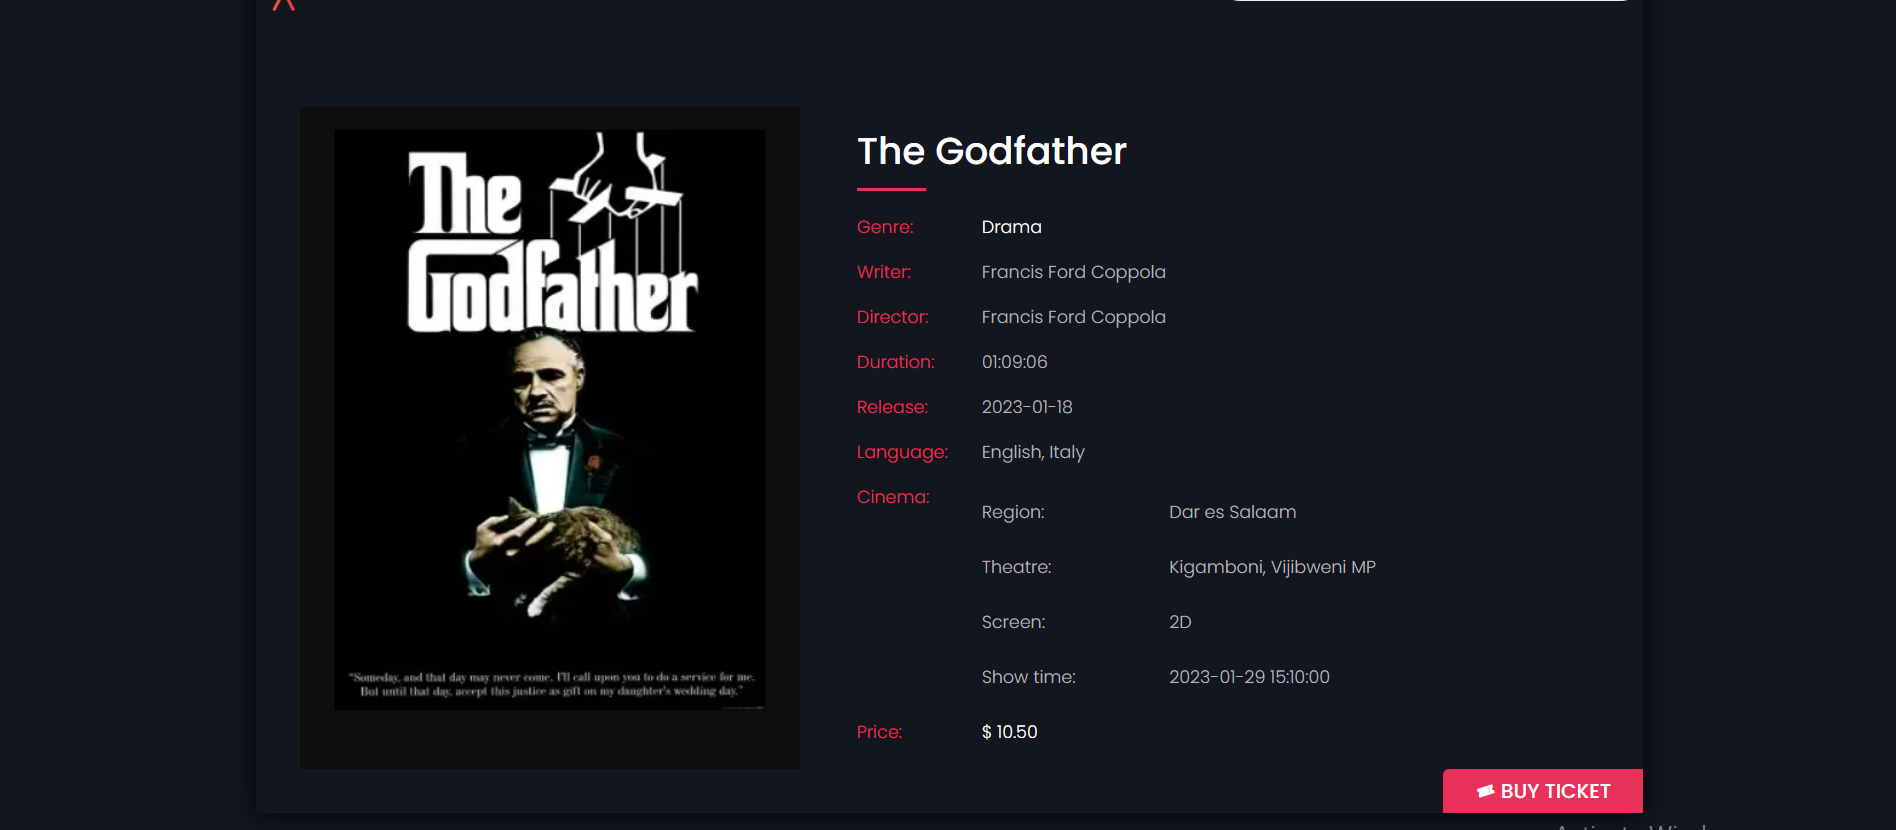 The
Godfather
"Someday, and that day may never come, I'll call upon you to do a service for me.
But until that day, accept this justice as gift on my daughter's wedding day."
The Godfather
Genre: Drama
Writer: Francis Ford Coppola
Director: Francis Ford Coppola
Duration: 01:09:06
Release: 2023-01-18
Language: English, Italy
Cinema:
Region: Dar es Salaam
Theatre: Kigamboni, Vijibweni MP
Screen: 2D
Show time: 2023-01-29 15:10:00
Price: $ 10.50
BUY TICKET